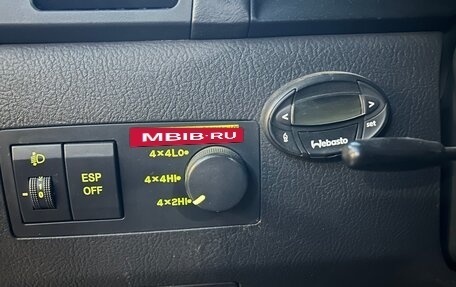 MBIB·RU
4×4LO
4×4HI
4×2HI
ESP
OFF
<
>
set
Webasto